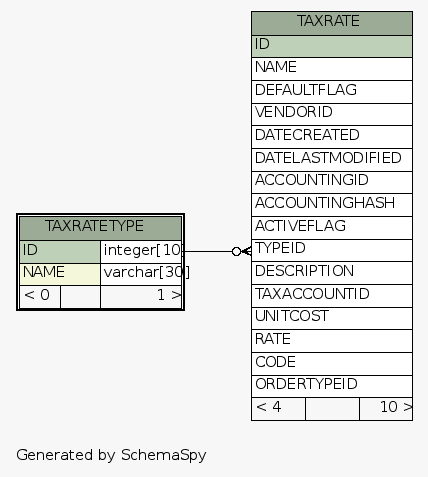 TAXRATE
ID
NAME
DEFAULTFLAG
VENDORID
DATECREATED
DATELASTMODIFIED
ACCOUNTINGID
ACCOUNTINGHASH
ACTIVEFLAG
TYPEID
DESCRIPTION
TAXACCOUNTID
UNITCOST
RATE
CODE
ORDERTYPEID
< 4 10 >
TAXRATETYPE
ID integer[10]
NAME varchar[30]
< 0 1 >
Generated by SchemaSpy